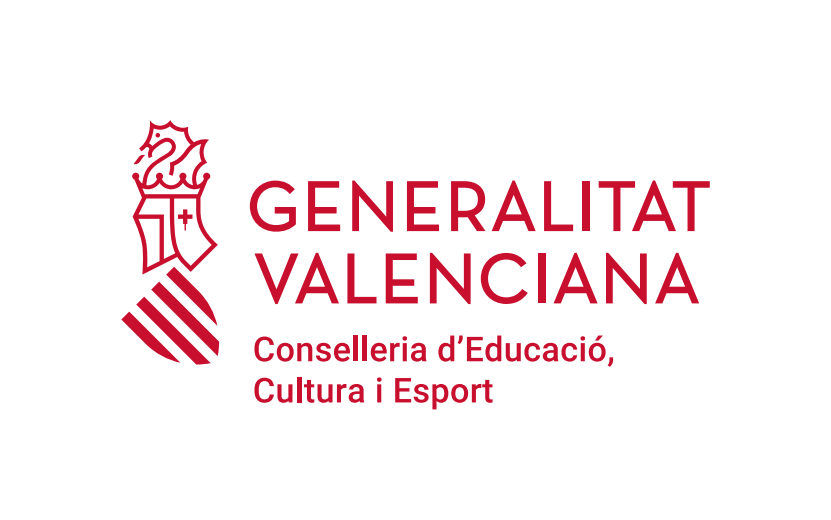 GENERALITAT
VALENCIANA
Conselleria d'Educació,
Cultura i Esport